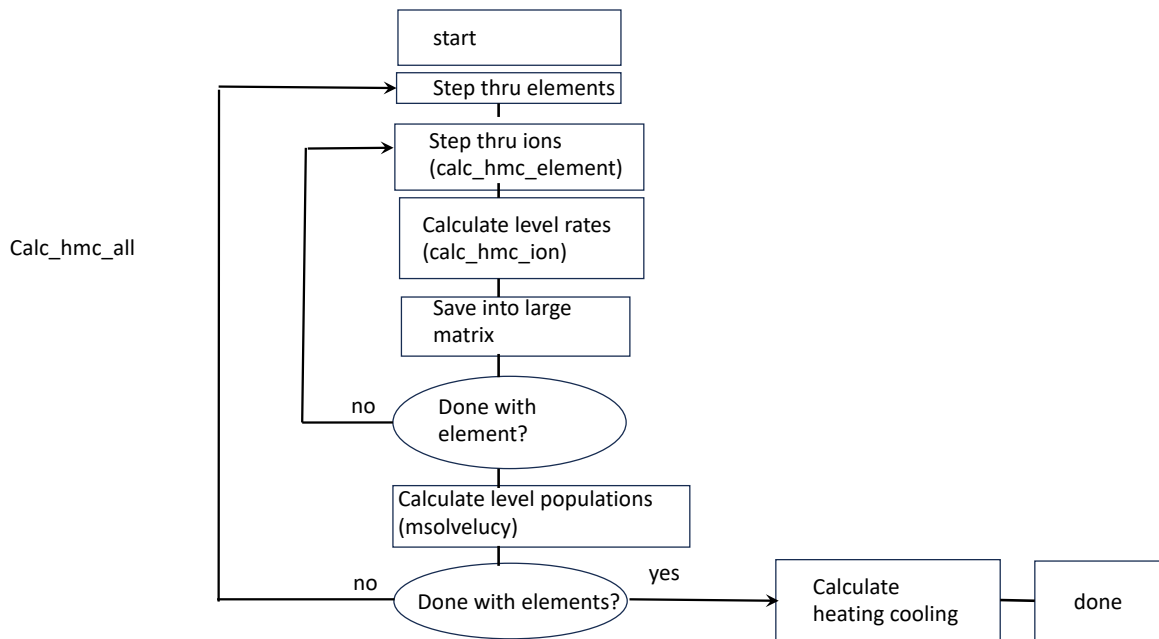 start
Step thru elements
Step thru ions
(calc_hmc_element)
Calc_hmc_all
Calculate level rates
(calc_hmc_ion)
Save into large
matrix
no
Done with
element?
Calculate level populations
(msolvelucy)
no
Done with elements?
yes
Calculate
heating cooling
done